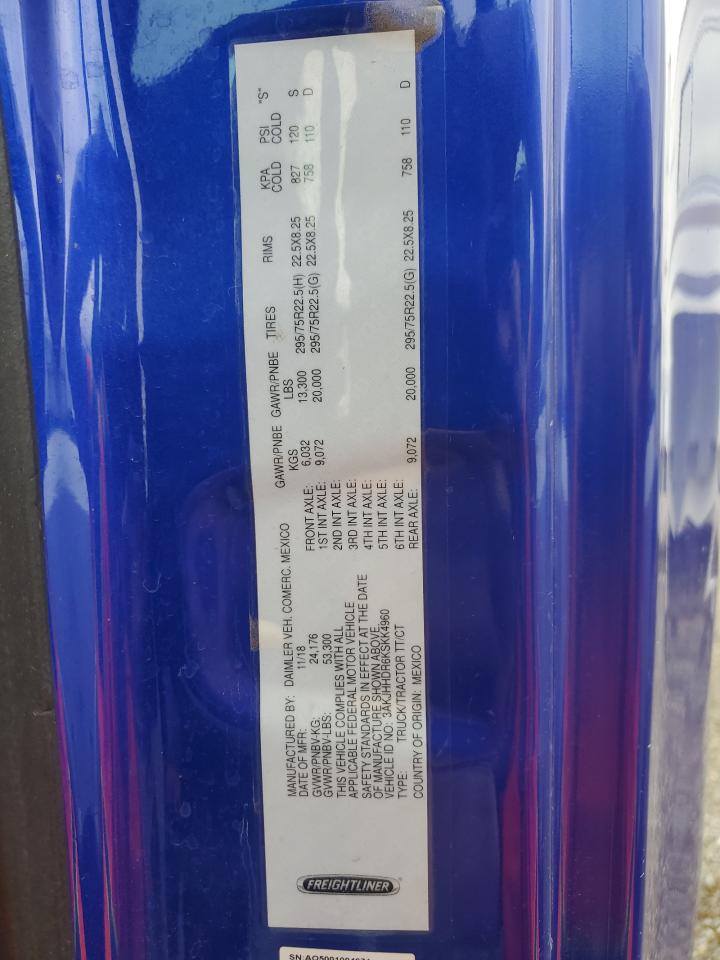 FREIGHTLINER
MANUFACTURED BY: DAIMLER VEH. COMERC. MEXICO
DATE OF MFR: 11/18
GVWR/PNBV-KG: 24,176
GVWR/PNBV-LBS: 53,300
THIS VEHICLE COMPLIES WITH ALL
APPLICABLE FEDERAL MOTOR VEHICLE
SAFETY STANDARDS IN EFFECT AT THE DATE
OF MANUFACTURE SHOWN ABOVE.
VEHICLE ID NO: 3AKJHHDR6KSKK4960
TYPE: TRUCK/TRACTOR TT/CT
COUNTRY OF ORIGIN: MEXICO
GAWR/PNBE GAWR/PNBE TIRES RIMS KPA PSI "S"
KGS LBS COLD COLD
FRONT AXLE: 6,032 13,300 295/75R22.5(H) 22.5X8.25 827 120 S
1ST INT AXLE: 9,072 20,000 295/75R22.5(G) 22.5X8.25 758 110 D
2ND INT AXLE:
3RD INT AXLE:
4TH INT AXLE:
5TH INT AXLE:
6TH INT AXLE:
REAR AXLE: 9,072 20,000 295/75R22.5(G) 22.5X8.25 758 110 D